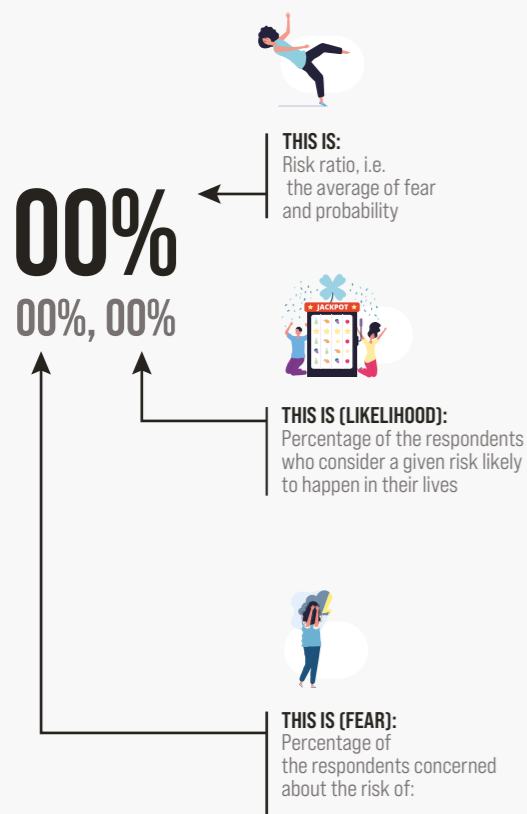 THIS IS:
Risk ratio, i.e.
the average of fear
and probability
00%
00%, 00%
JACKPOT
THIS IS (LIKELIHOOD):
Percentage of the respondents
who consider a given risk likely
to happen in their lives
THIS IS (FEAR):
Percentage of
the respondents concerned
about the risk of: